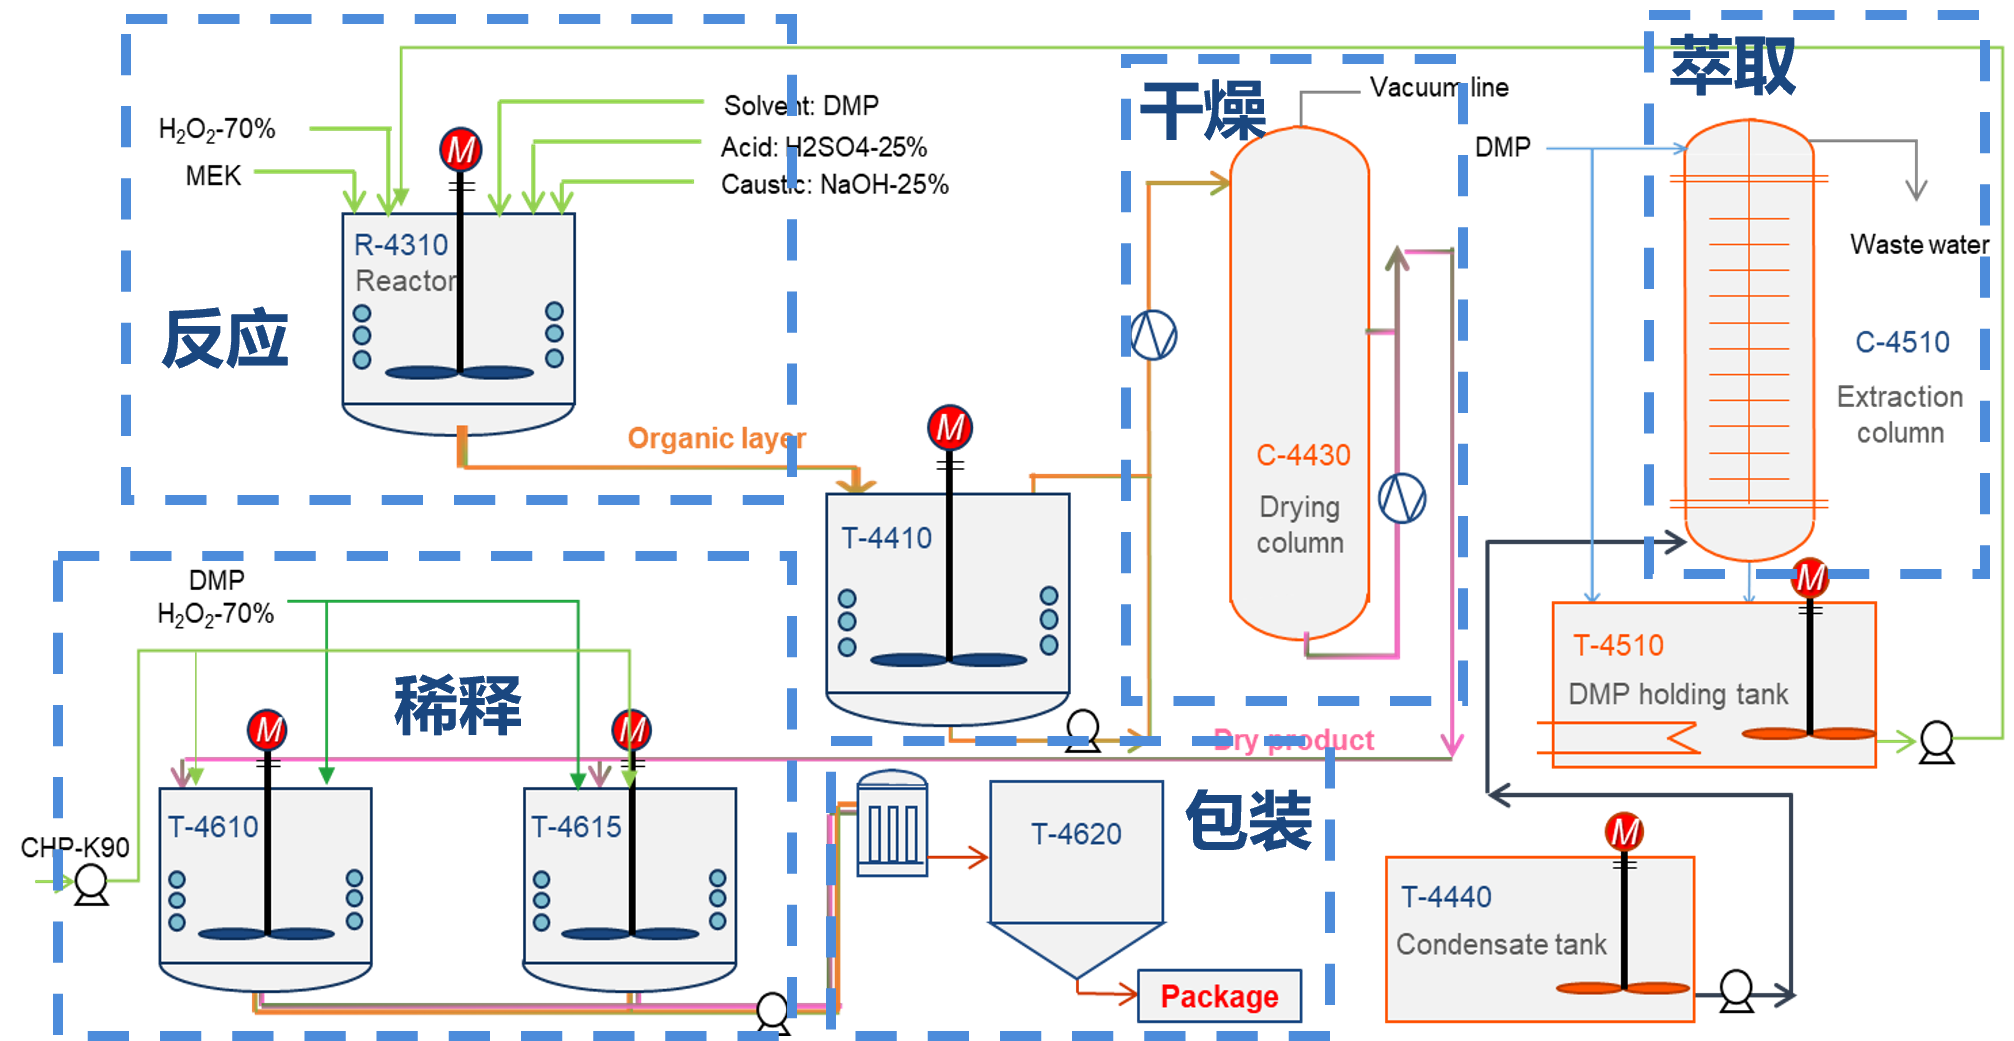 萃取
干燥
Vacuum line
Solvent: DMP
H₂O₂-70%
M
Acid: H2SO4-25%
DMP
MEK
Caustic: NaOH-25%
R-4310
Reactor
Waste water
反应
C-4510
Extraction
column
Organic layer
M
C-4430
Drying
column
T-4410
DMP
H₂O₂-70%
M
T-4510
DMP holding tank
稀释
M
M
Dry product
T-4610
T-4615
CHP-K90
T-4620
包装
M
T-4440
Condensate tank
Package